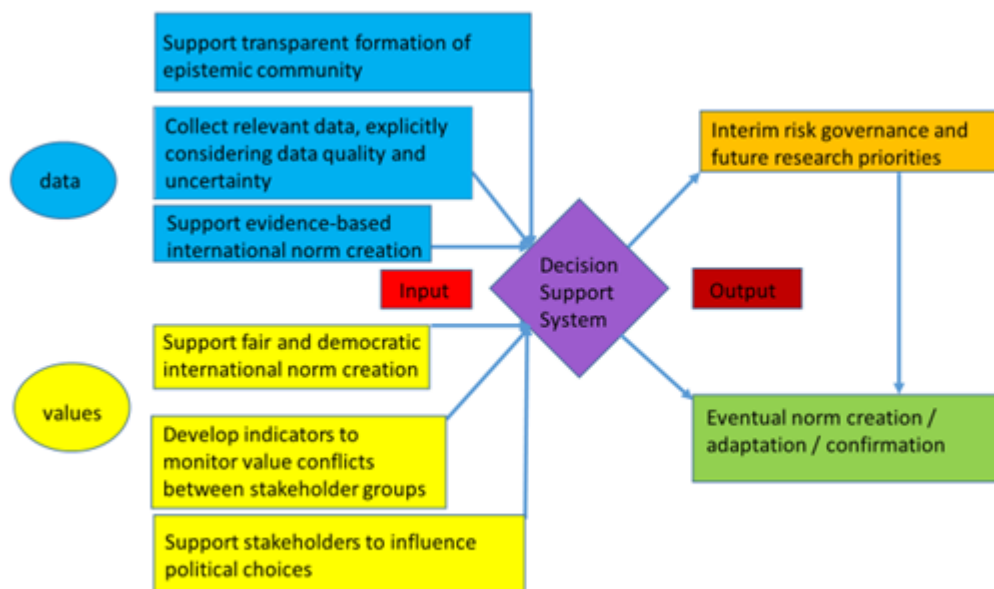 Support transparent formation of
epistemic community
Collect relevant data, explicitly
considering data quality and
uncertainty
data
Support evidence-based
international norm creation
Input
Support fair and democratic
international norm creation
values
Develop indicators to
monitor value conflicts
between stakeholder groups
Support stakeholders to influence
political choices
Decision
Support
System
Output
Interim risk governance and
future research priorities
Eventual norm creation /
adaptation / confirmation